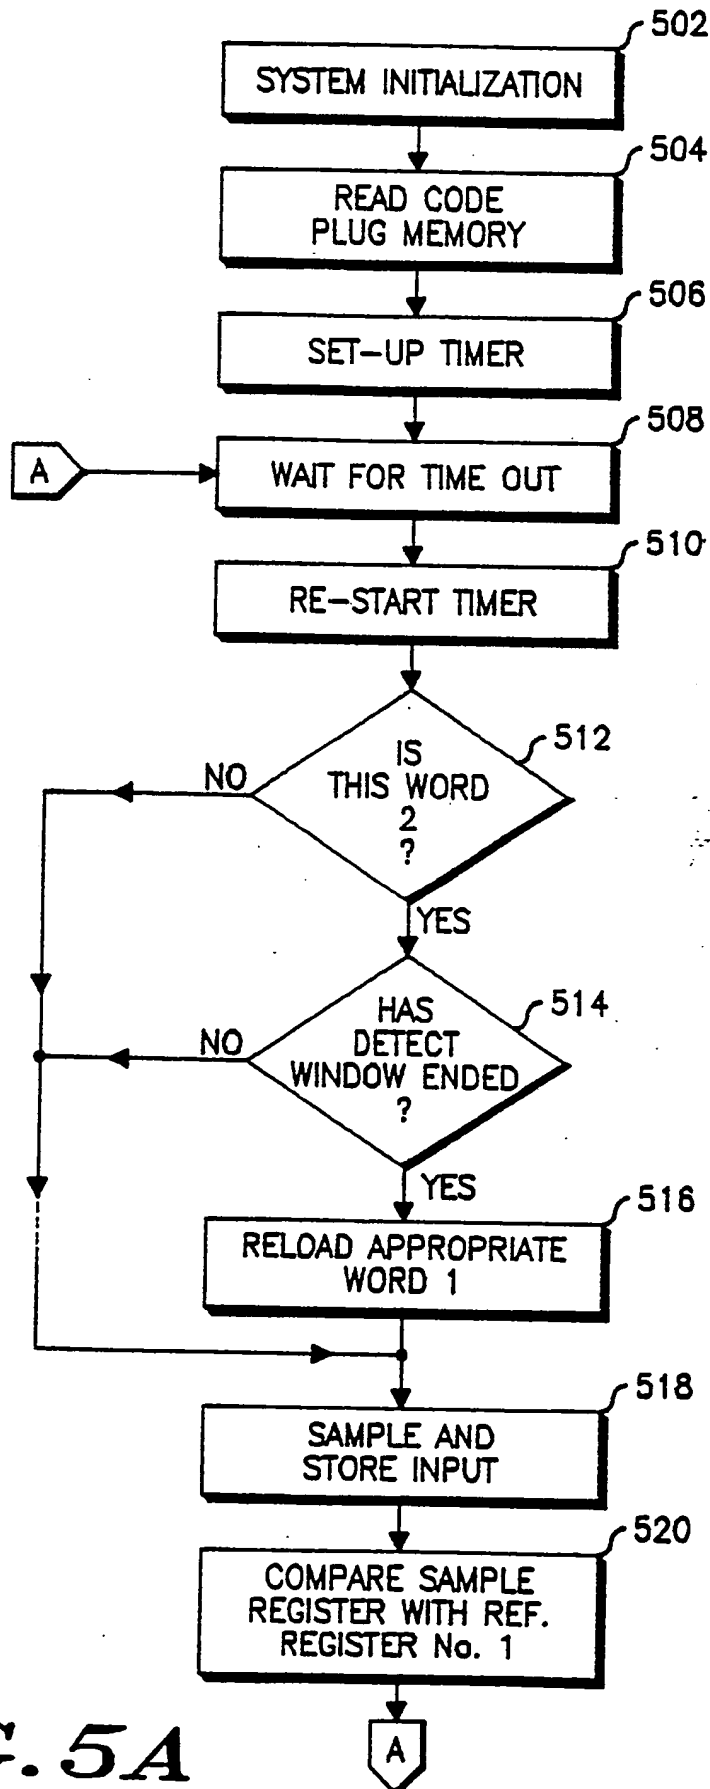 502
SYSTEM INITIALIZATION
504
READ CODE
PLUG MEMORY
506
SET-UP TIMER
508
A
WAIT FOR TIME OUT
510
RE-START TIMER
512
IS
THIS WORD
2
?
NO
YES
514
HAS
DETECT
WINDOW ENDED
?
NO
YES
516
RELOAD APPROPRIATE
WORD 1
518
SAMPLE AND
STORE INPUT
520
COMPARE SAMPLE
REGISTER WITH REF.
REGISTER No. 1
A
G. 5A